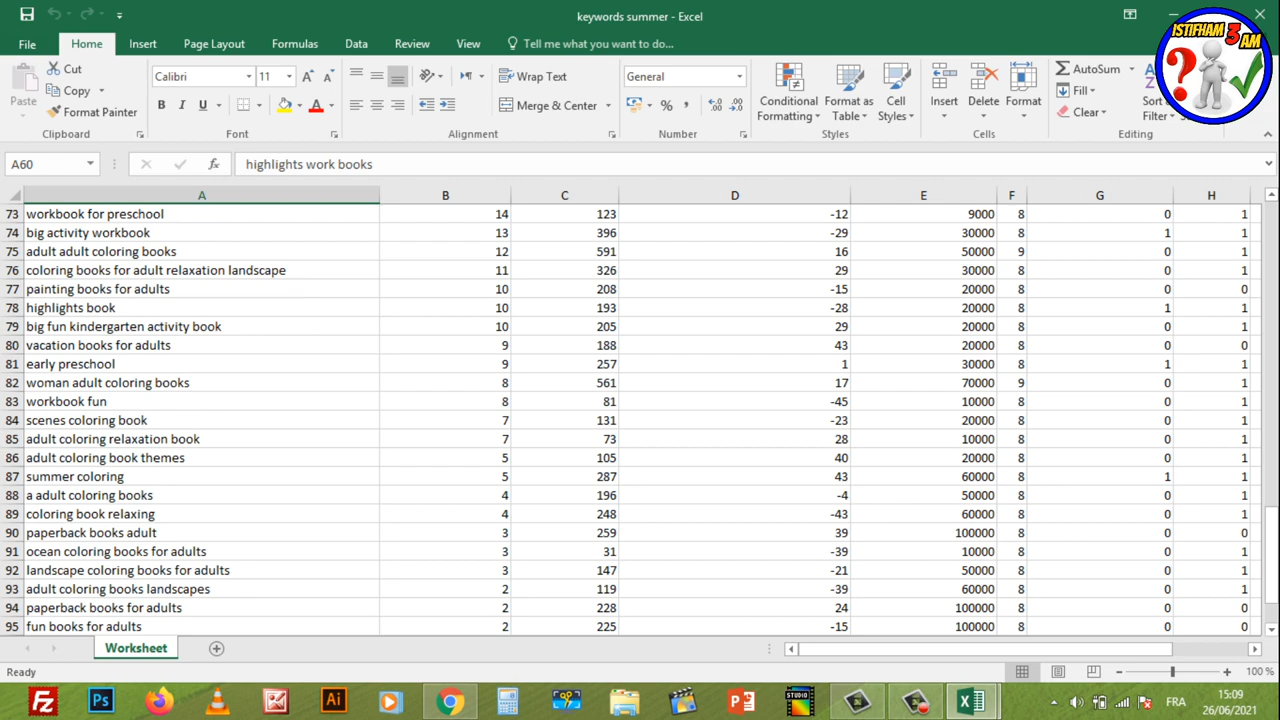 keywords summer - Excel
File Home Insert Page Layout Formulas Data Review View Tell me what you want to do...
ISTIFHAM 3 AM
Paste Cut Copy Format Painter Clipboard
Calibri 11 B I U Font
Wrap Text Merge & Center Alignment
General Number
Conditional Formatting Format as Table Cell Styles Styles
Insert Delete Format Cells
AutoSum Fill Clear Sort Filter Editing
A60 fx highlights work books
A B C D E F G H
73 workbook for preschool 14 123 -12 9000 8 0 1
74 big activity workbook 13 396 -29 30000 8 1 1
75 adult adult coloring books 12 591 16 50000 9 0 1
76 coloring books for adult relaxation landscape 11 326 29 30000 8 0 1
77 painting books for adults 10 208 -15 20000 8 0 0
78 highlights book 10 193 -28 20000 8 1 1
79 big fun kindergarten activity book 10 205 29 20000 8 0 1
80 vacation books for adults 9 188 43 20000 8 0 0
81 early preschool 9 257 1 30000 8 1 1
82 woman adult coloring books 8 561 17 70000 9 0 1
83 workbook fun 8 81 -45 10000 8 0 1
84 scenes coloring book 7 131 -23 20000 8 0 1
85 adult coloring relaxation book 7 73 28 10000 8 0 1
86 adult coloring book themes 5 105 40 20000 8 0 1
87 summer coloring 5 287 43 60000 8 1 1
88 a adult coloring books 4 196 -4 50000 8 0 1
89 coloring book relaxing 4 248 -43 60000 8 0 1
90 paperback books adult 3 259 39 100000 8 0 0
91 ocean coloring books for adults 3 31 -39 10000 8 0 1
92 landscape coloring books for adults 3 147 -21 50000 8 0 1
93 adult coloring books landscapes 2 119 -39 60000 8 0 1
94 paperback books for adults 2 228 24 100000 8 0 0
95 fun books for adults 2 225 -15 100000 8 0 0
Worksheet
Ready 100 %
Fz Ps Ai P STUDIO X FRA 15:09
26/06/2021